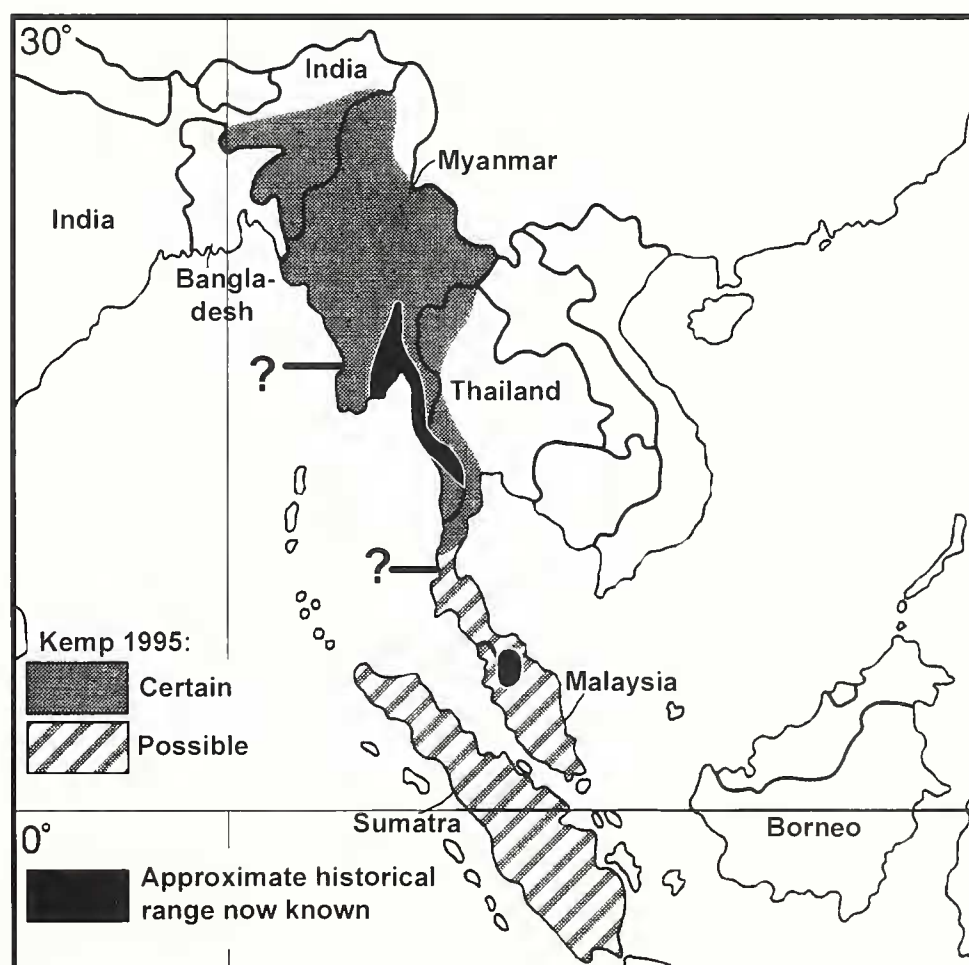 30°
India
Myanmar
India
Bangla-
desh
?
Thailand
?
Kemp 1995:
Certain
Malaysia
Possible
Sumatra
Borneo
0°
Approximate historical
range now known